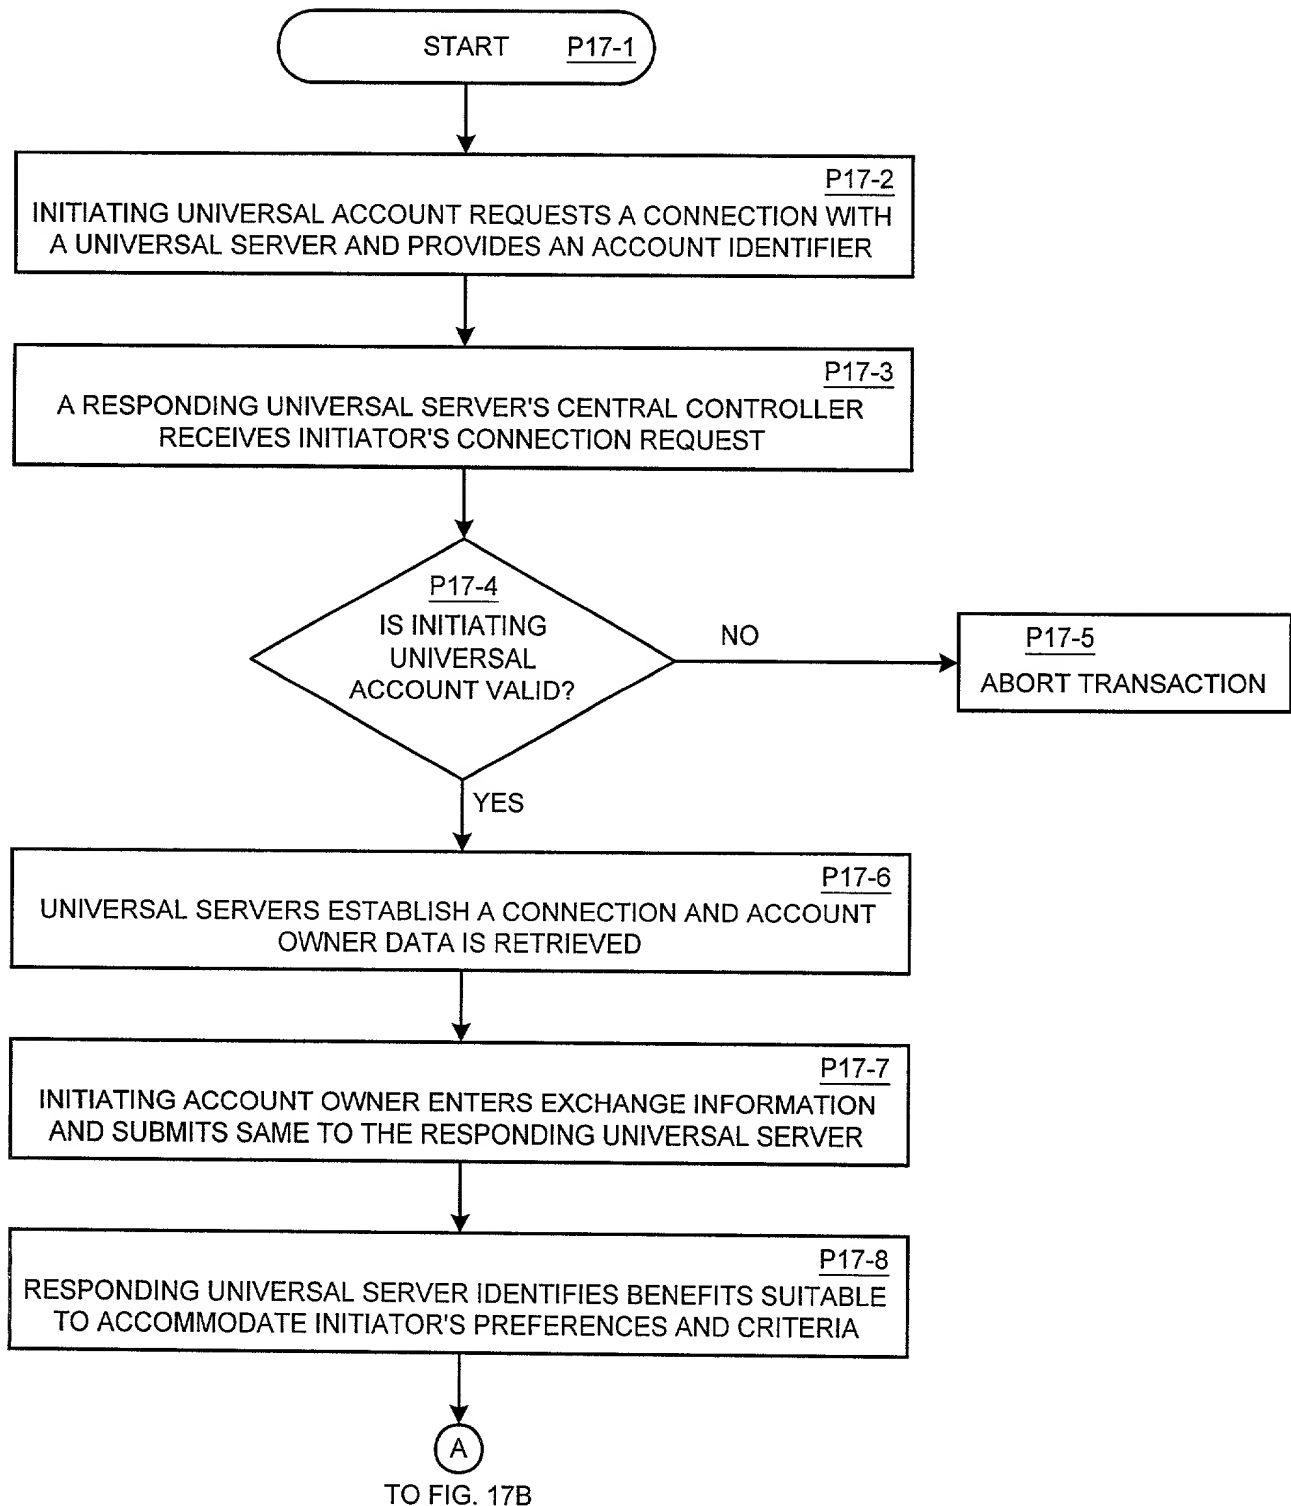 START P17-1
P17-2
INITIATING UNIVERSAL ACCOUNT REQUESTS A CONNECTION WITH
A UNIVERSAL SERVER AND PROVIDES AN ACCOUNT IDENTIFIER
P17-3
A RESPONDING UNIVERSAL SERVER'S CENTRAL CONTROLLER
RECEIVES INITIATOR'S CONNECTION REQUEST
P17-4
IS INITIATING
UNIVERSAL
ACCOUNT VALID?
NO
P17-5
ABORT TRANSACTION
YES
P17-6
UNIVERSAL SERVERS ESTABLISH A CONNECTION AND ACCOUNT
OWNER DATA IS RETRIEVED
P17-7
INITIATING ACCOUNT OWNER ENTERS EXCHANGE INFORMATION
AND SUBMITS SAME TO THE RESPONDING UNIVERSAL SERVER
P17-8
RESPONDING UNIVERSAL SERVER IDENTIFIES BENEFITS SUITABLE
TO ACCOMMODATE INITIATOR'S PREFERENCES AND CRITERIA
A
TO FIG. 17B